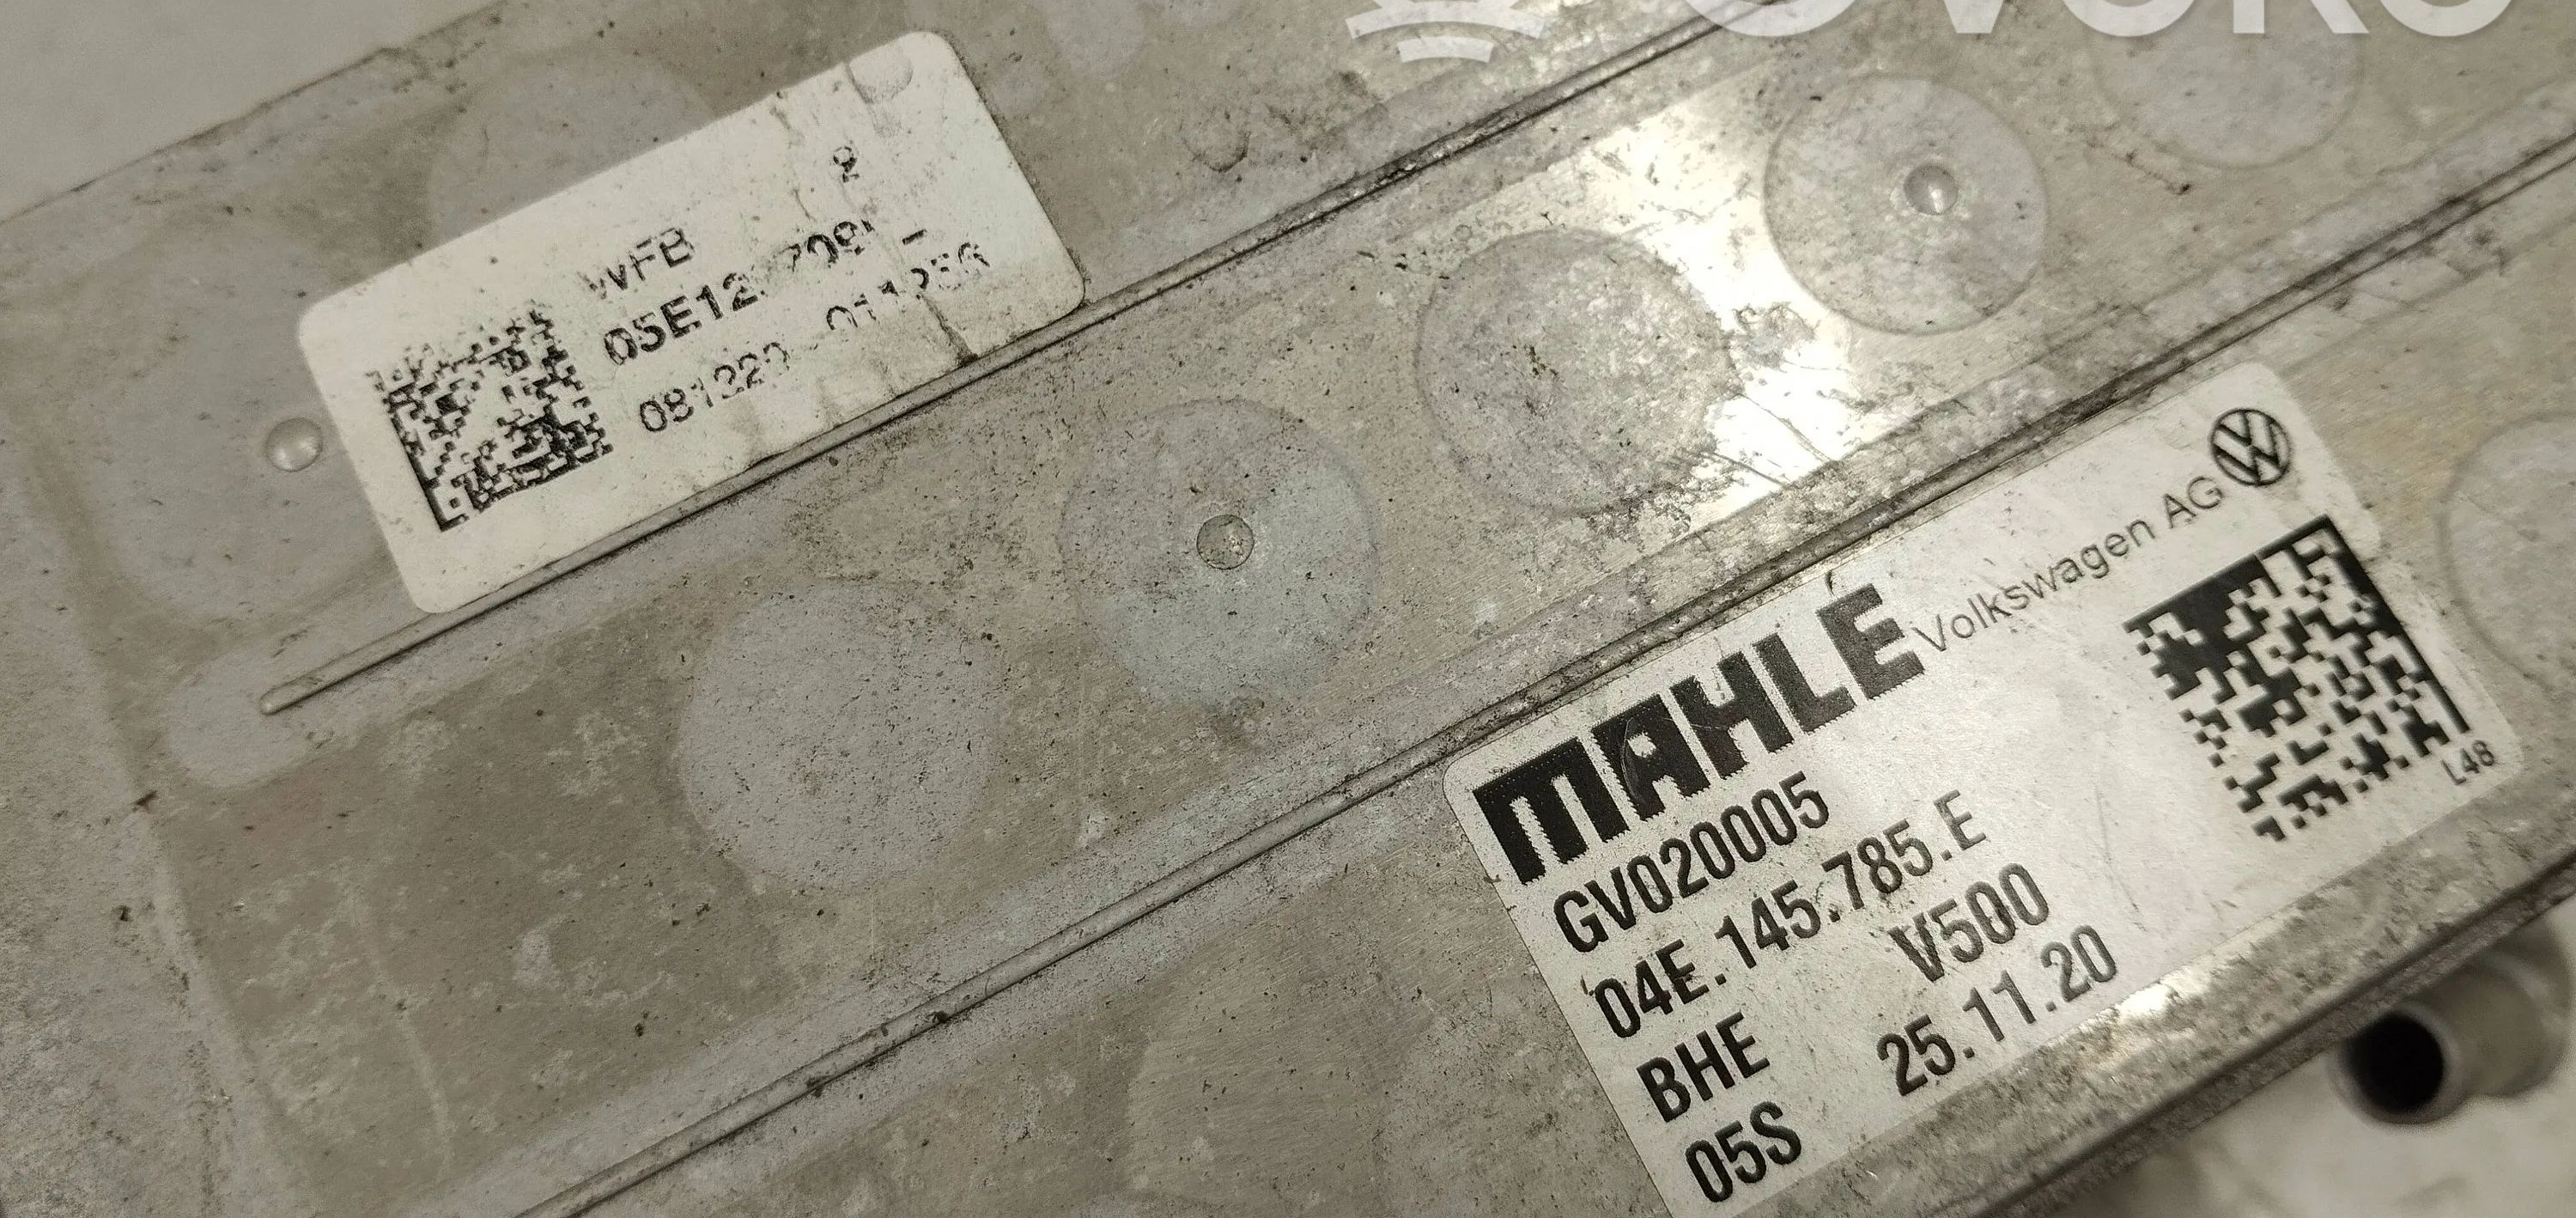 WFB
MAHLE
Volkswagen AG
GV020005
04E.145.785.E
BHE V500
05S 25.11.20
L48